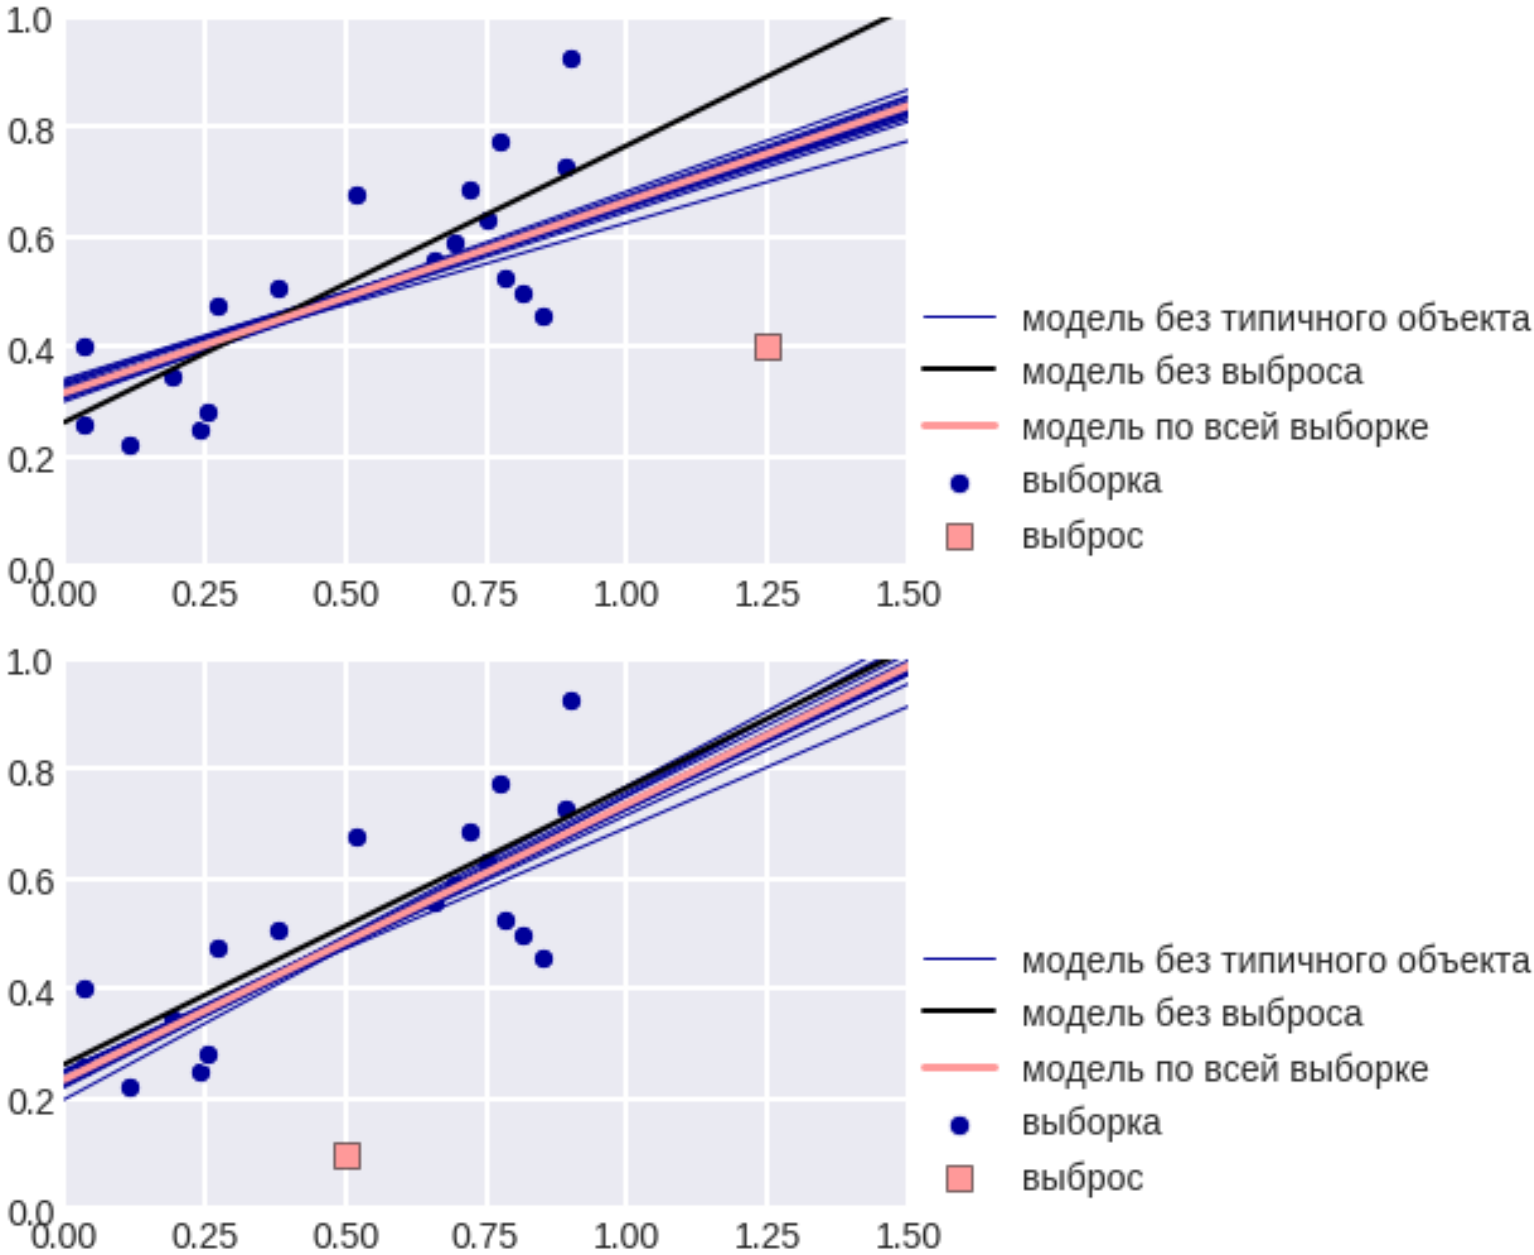 1.0
0.8
0.6
0.4
0.2
0.0
0.00 0.25 0.50 0.75 1.00 1.25 1.50
модель без типичного объекта
модель без выброса
модель по всей выборке
выборка
выброс
1.0
0.8
0.6
0.4
0.2
0.0
0.00 0.25 0.50 0.75 1.00 1.25 1.50
модель без типичного объекта
модель без выброса
модель по всей выборке
выборка
выброс